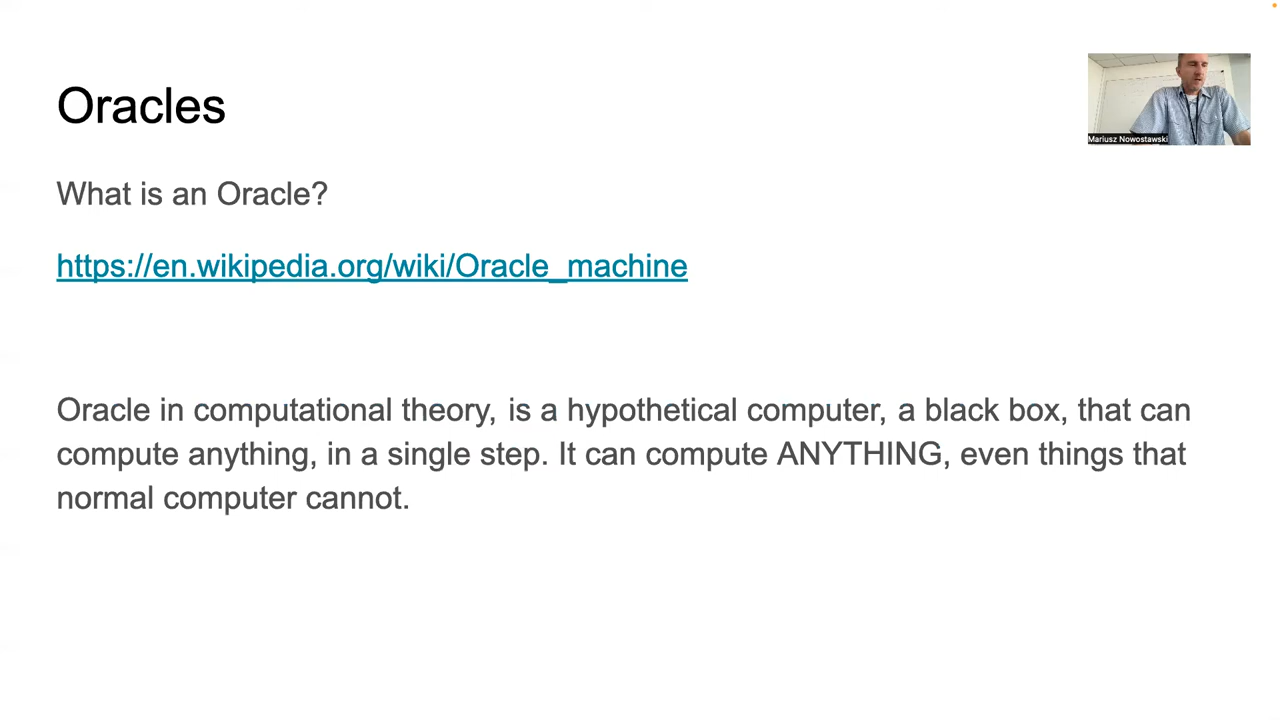 Oracles
Mariusz Nowostawski
What is an Oracle?
https://en.wikipedia.org/wiki/Oracle_machine
Oracle in computational theory, is a hypothetical computer, a black box, that can
compute anything, in a single step. It can compute ANYTHING, even things that
normal computer cannot.